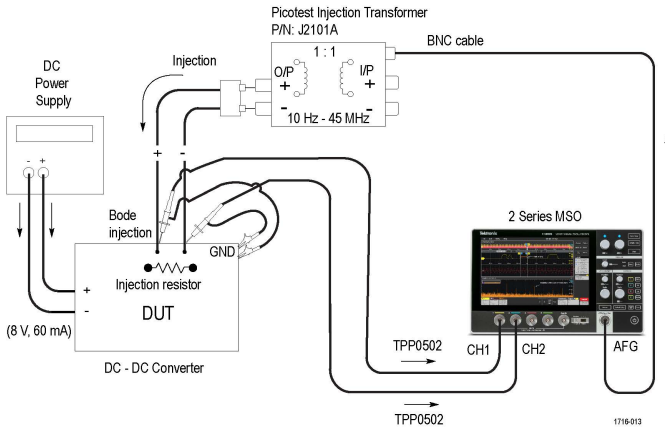 Picotest Injection Transformer
P/N: J2101A
BNC cable
1 : 1
O/P
I/P
+
+
-
-
10 Hz - 45 MHz
Injection
DC
Power
Supply
- +
+ -
Bode
injection
GND
2 Series MSO
Tektronix
Injection resistor
+
-
DUT
(8 V, 60 mA)
DC - DC Converter
TPP0502
CH1
CH2
AFG
TPP0502
1716-013